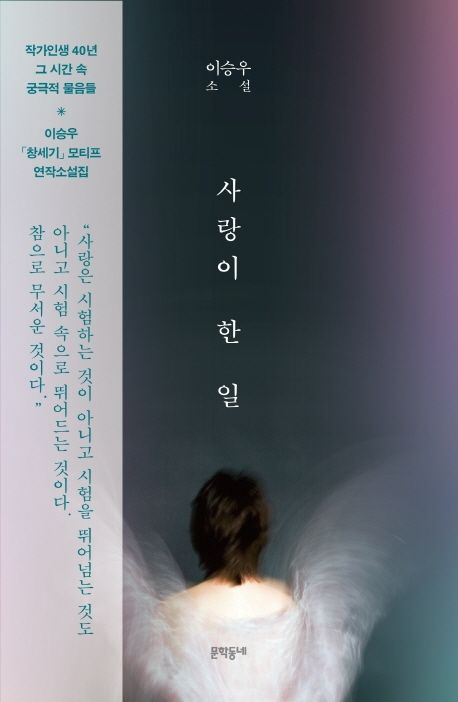 작가인생 40년
그 시간 속
궁극적 물음들
*
이승우
「창세기」 모티프
연작소설집
“사랑은 시험하는 것이 아니고 시험을 뛰어넘는 것도
아니고 시험 속으로 뛰어드는 것이다.
참으로 무서운 것이다.”
이승우
소설
사랑이 한 일
문학동네